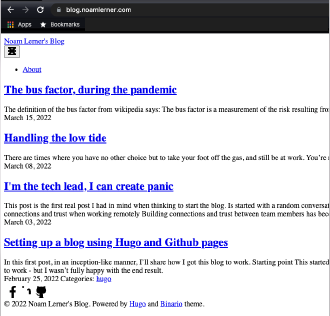 blog.noamlerner.com
Apps
Bookmarks
Noam Lerner's Blog
About
The bus factor, during the pandemic
The definition of the bus factor from wikipedia says: The bus factor is a measurement of the risk resulting fro
March 15, 2022
Handling the low tide
There are times where you have no other choice but to take your foot off the gas, and still be at work. You're
March 08, 2022
I'm the tech lead, I can create panic
This post is the first real post I had in mind when thinking to start the blog. Is started with a random conversat
connections and trust when working remotely Building connections and trust between team members has bec
March 03, 2022
Setting up a blog using Hugo and Github pages
In this first post, in an inception-like manner, I'll share how I got this blog to work. Starting point This started
to work - but I wasn't fully happy with the end result.
February 25, 2022 Categories: hugo
© 2022 Noam Lerner's Blog. Powered by Hugo and Binario theme.